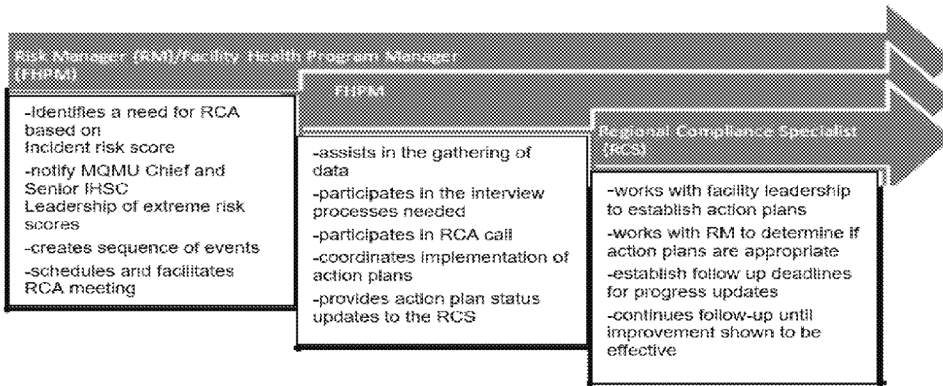 Risk Manager (RM)/Facility Health Program Manager
(FHPM)
-Identifies a need for RCA
based on
Incident risk score
-notify MQMU Chief and
Senior IHSC
Leadership of extreme risk
scores
-creates sequence of events
-schedules and facilitates
RCA meeting
FHPM
-assists in the gathering of
data
-participates in the interview
processes needed
-participates in RCA call
-coordinates implementation of
action plans
-provides action plan status
updates to the RCS
Regional Compliance Specialist
(RCS)
-works with facility leadership
to establish action plans
-works with RM to determine if
action plans are appropriate
-establish follow up deadlines
for progress updates
-continues follow-up until
improvement shown to be
effective